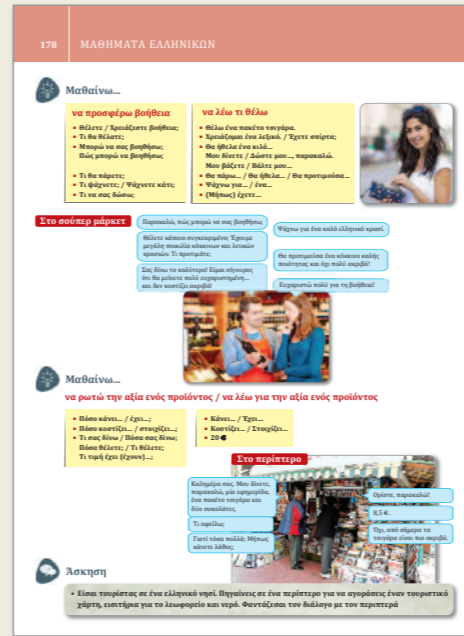 178
ΜΑΘΗΜΑΤΑ ΕΛΛΗΝΙΚΩΝ
Μαθαίνω...
να προσφέρω βοήθεια
Θέλετε / Χρειάζεστε βοήθεια;
Τι θα θέλατε;
Μπορώ να σας βοηθήσω;
Πώς μπορώ να βοηθήσω;
Τι θα πάρετε;
Τι ψάχνετε; / Ψάχνετε κάτι;
Τι να σας δώσω;
να λέω τι θέλω
Θέλω ένα πακέτο τσιγάρα.
Χρειάζομαι ένα λεξικό. / Έχετε σπίρτα;
Θα ήθελα ένα κιλό...
Μου δίνετε / Δώστε μου..., παρακαλώ.
Μου βάζετε / Βάλτε μου...
Θα πάρω... / Θα ήθελα... / Θα προτιμούσα...
Ψάχνω για... / ένα...
(Μήπως) έχετε...
Στο σούπερ μάρκετ
Παρακαλώ, πώς μπορώ να σας βοηθήσω;
Ψάχνω για ένα καλό ελληνικό κρασί.
Θέλετε κάποιο συγκεκριμένο; Έχουμε
μεγάλη ποικιλία κόκκινων και λευκών
κρασιών. Τι προτιμάτε;
Θα προτιμούσα ένα κόκκινο καλής
ποιότητας και όχι πολύ ακριβό!
Σας δίνω το καλύτερο! Είμαι σίγουρος
ότι θα μείνετε πολύ ευχαριστημένη...
και δεν κοστίζει ακριβά!
Ευχαριστώ πολύ για τη βοήθεια!
Μαθαίνω...
να ρωτώ την αξία ενός προϊόντος / να λέω για την αξία ενός προϊόντος
Πόσο κάνει... / έχει...;
Πόσο κοστίζει... / στοιχίζει...;
Τι σας δίνω / Πόσα σας δίνω;
Πόσα θέλετε; / Τι θέλετε;
Τι τιμή έχει (έχουν)...;
Κάνει... / Έχει...
Κοστίζει... / Στοιχίζει...
20 €
Στο περίπτερο
Καλημέρα σας. Μου δίνετε,
παρακαλώ, μία εφημερίδα,
ένα πακέτο τσιγάρα και
δύο σοκολάτες.
Ορίστε, παρακαλώ!
Τι οφείλω;
8,5 €.
Γιατί τόσα πολλά; Μήπως
κάνετε λάθος;
Όχι, από σήμερα τα
τσιγάρα είναι πιο ακριβά.
Άσκηση
Είσαι τουρίστας σε ένα ελληνικό νησί. Πηγαίνεις σε ένα περίπτερο για να αγοράσεις έναν τουριστικό
χάρτη, εισιτήρια για το λεωφορείο και νερό. Φαντάζεσαι τον διάλογο με τον περιπτερά